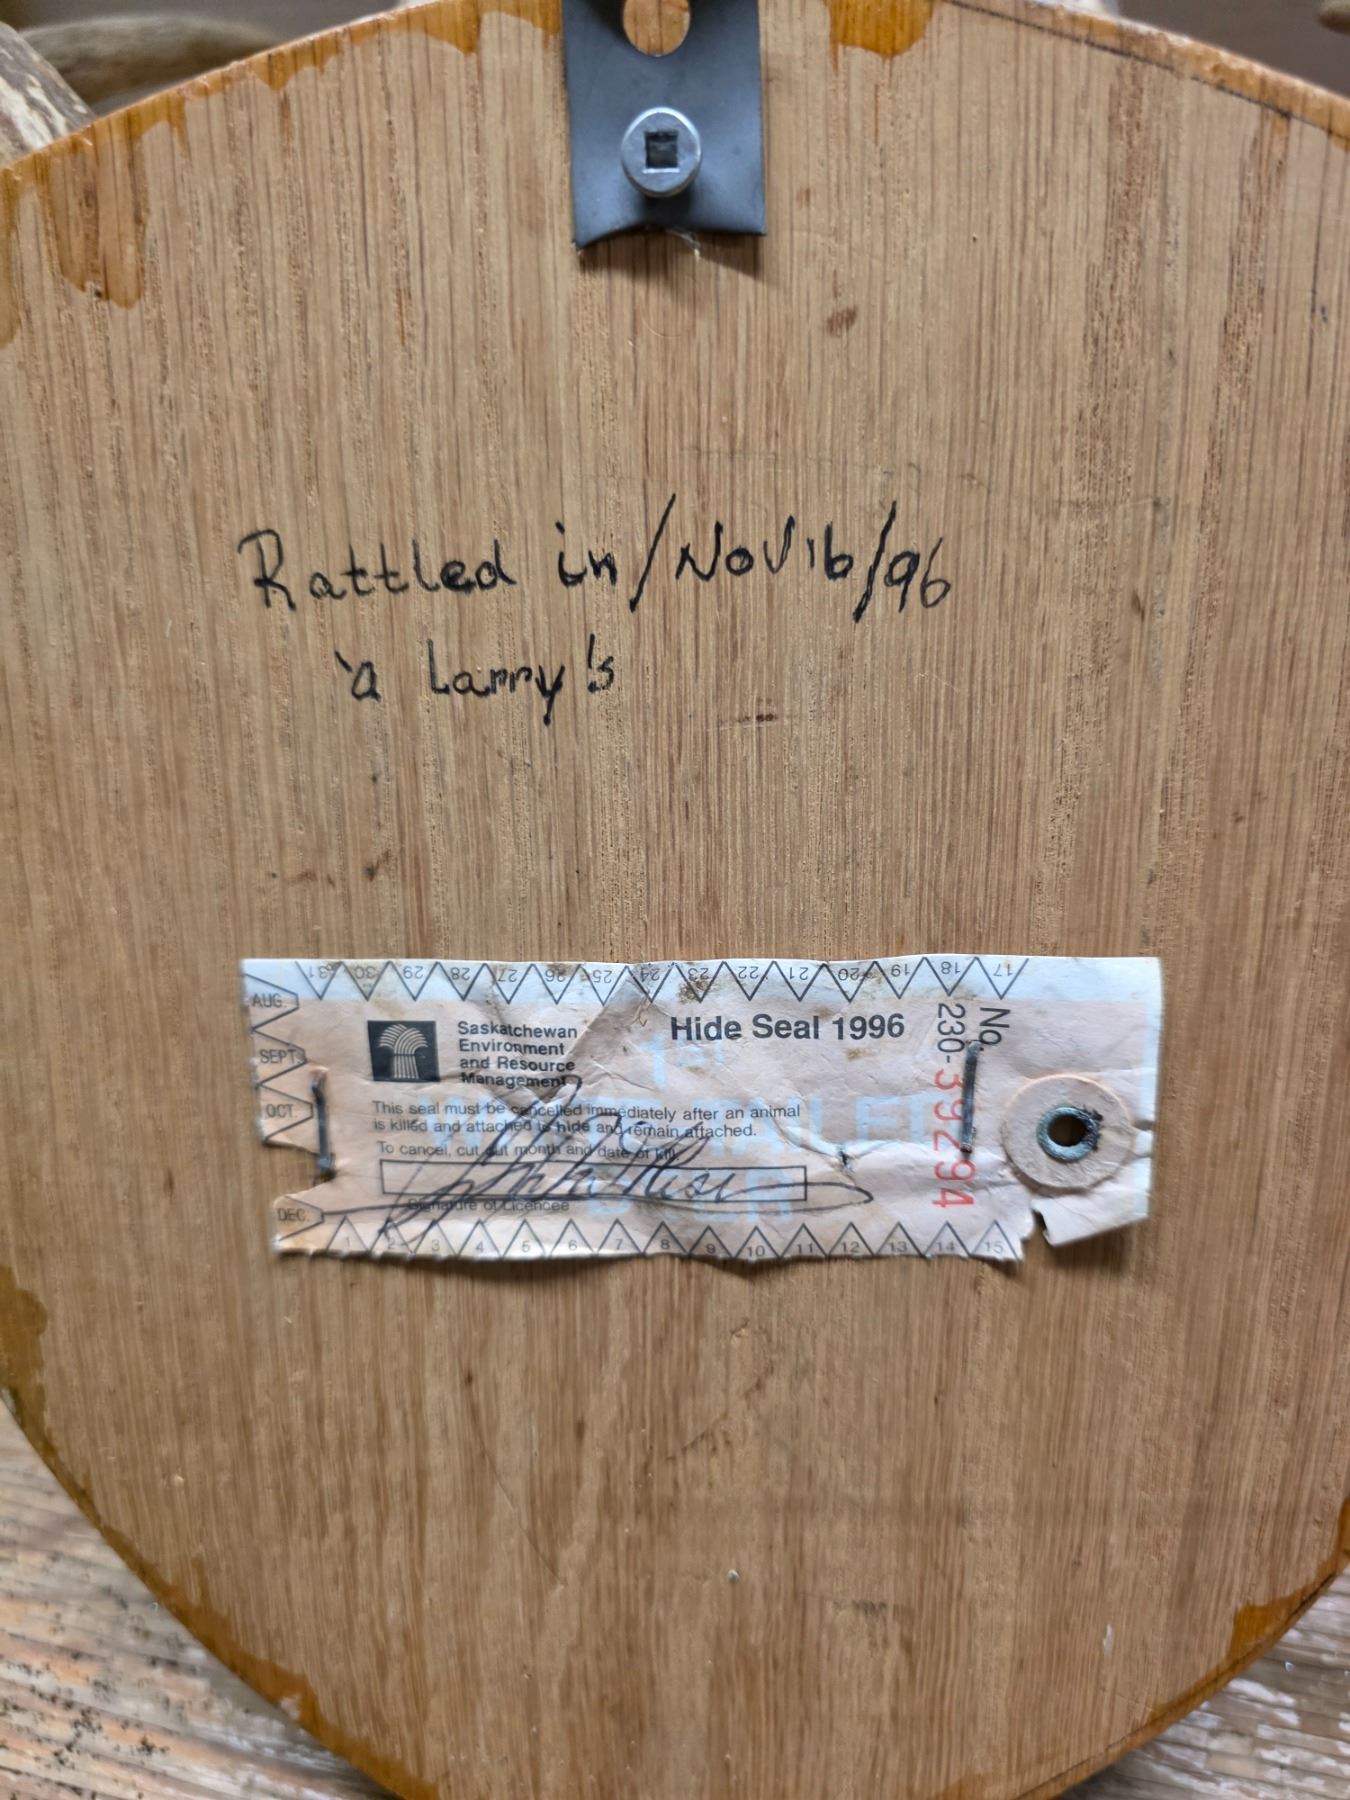 Rattled in/Nov 16/96
'a Larry's
31 30 29 28 27 26 25 24 23 22 21 20 19 18 17
AUG.
SEPT.
OCT.
DEC.
Saskatchewan
Environment
and Resource
Management
Hide Seal 1996
No.
230-39294
1ST
WHITETAILED
DEER
This seal must be cancelled immediately after an animal
is killed and attached to hide and remain attached.
To cancel, cut out month and date of kill.
Signature of Licencee
1 2 3 4 5 6 7 8 9 10 11 12 13 14 15